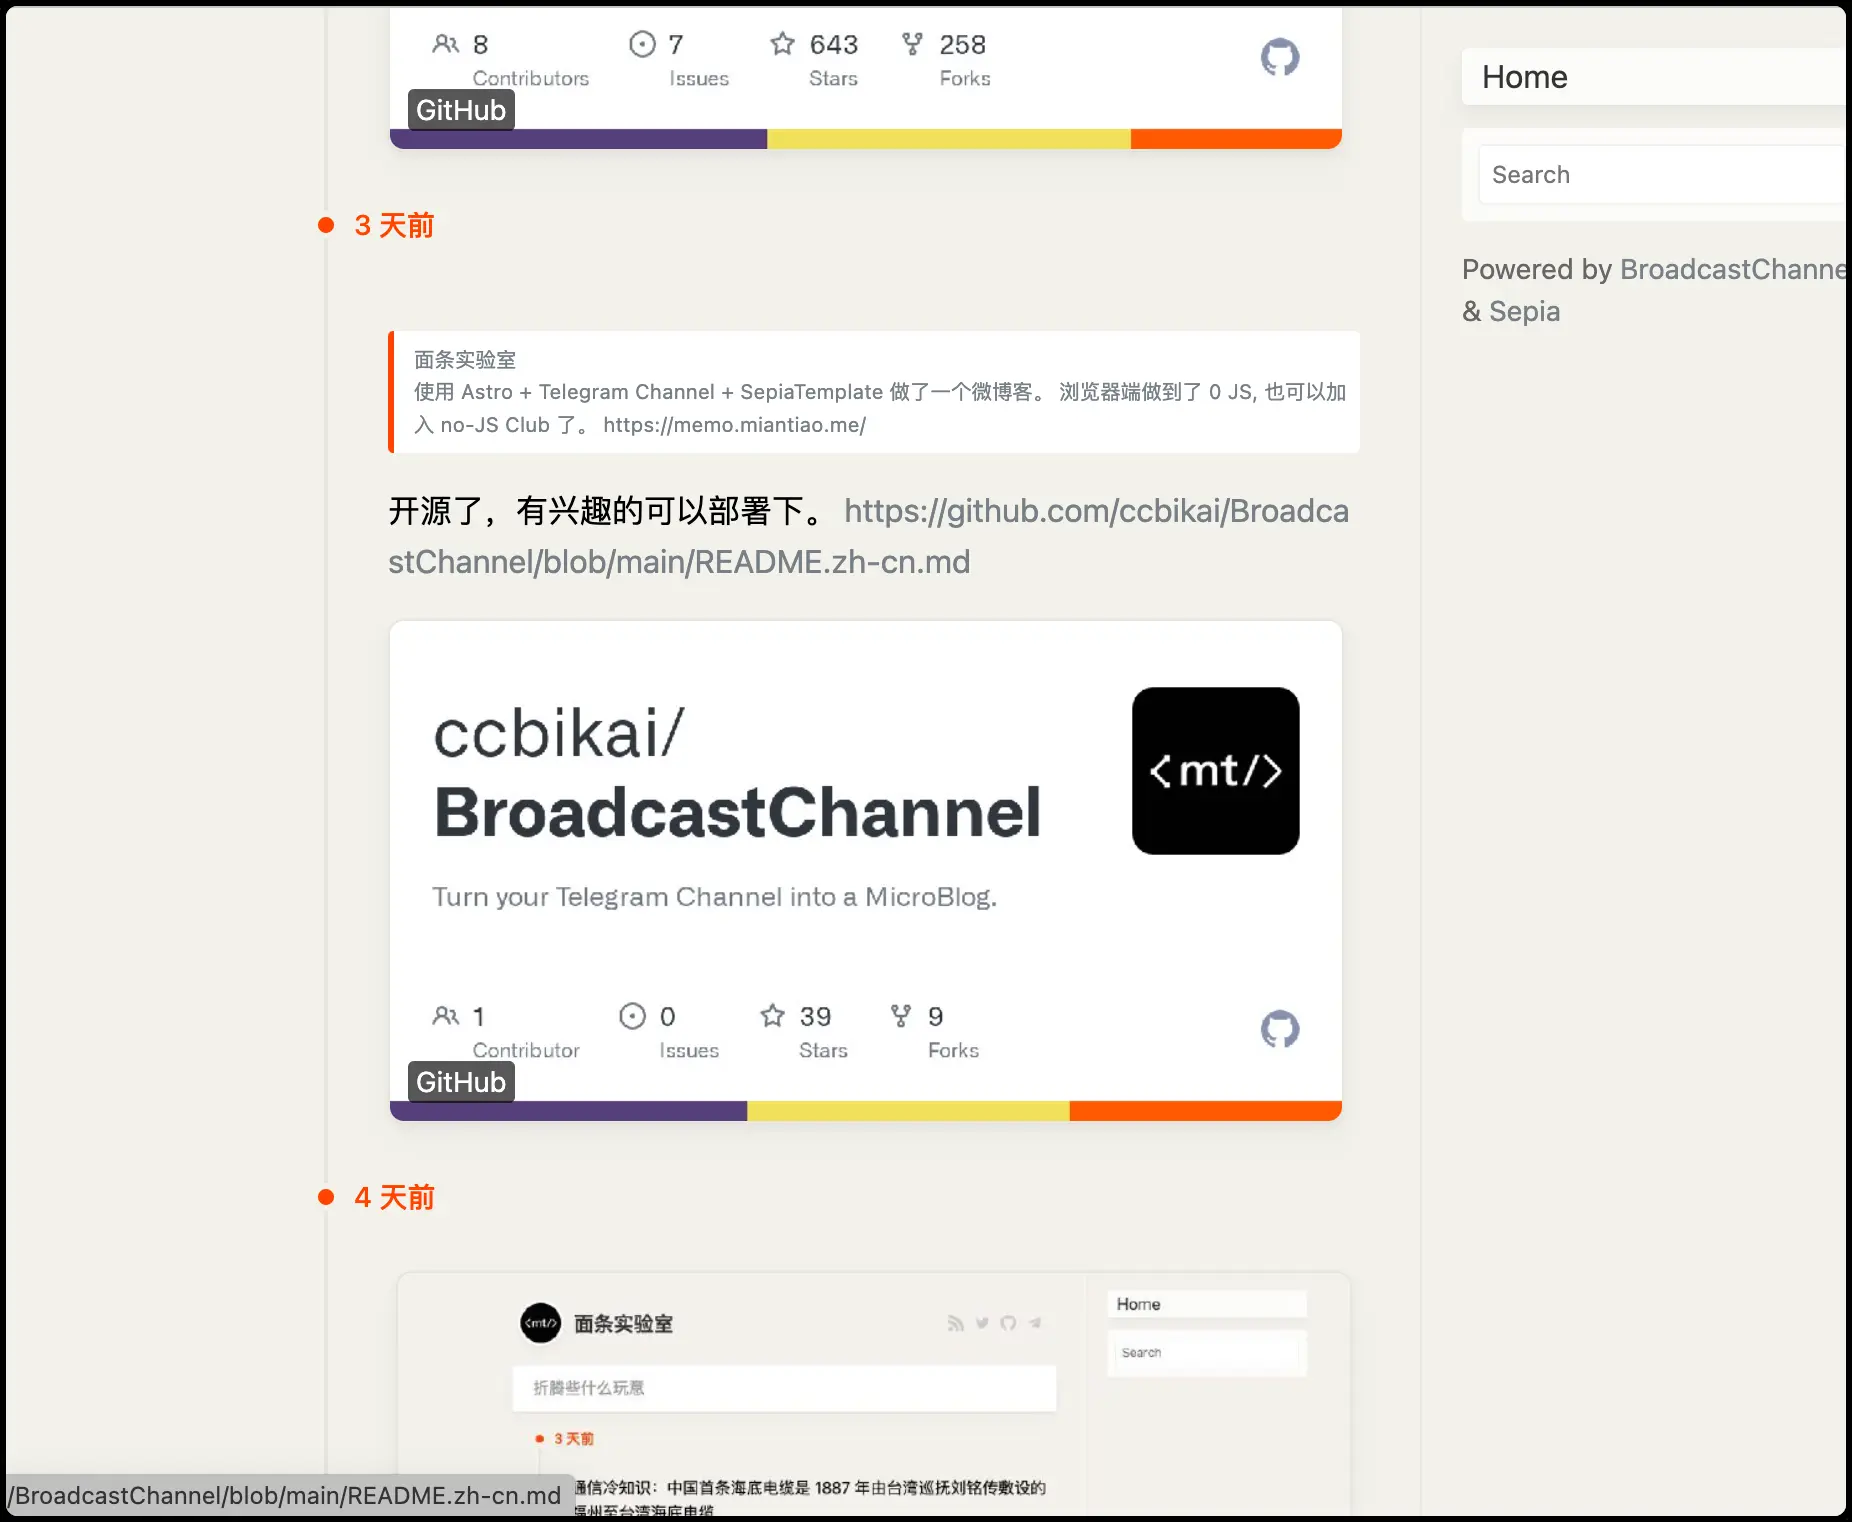 8
Contributors
7
Issues
643
Stars
258
Forks
GitHub
3 天前
面条实验室
使用 Astro + Telegram Channel + SepiaTemplate 做了一个微博客。 浏览器端做到了 0 JS, 也可以加
入 no-JS Club 了。 https://memo.miantiao.me/
开源了，有兴趣的可以部署下。 https://github.com/ccbikai/Broadca
stChannel/blob/main/README.zh-cn.md
ccbikai/
BroadcastChannel
<mt/>
Turn your Telegram Channel into a MicroBlog.
1
Contributor
0
Issues
39
Stars
9
Forks
GitHub
4 天前
<mt/>
面条实验室
折腾些什么玩意
3 天前
通信冷知识：中国首条海底电缆是 1887 年由台湾巡抚刘铭传敷设的
福州至台湾海底电缆
Home
Search
/BroadcastChannel/blob/main/README.zh-cn.md
Home
Search
Powered by BroadcastChanne
& Sepia